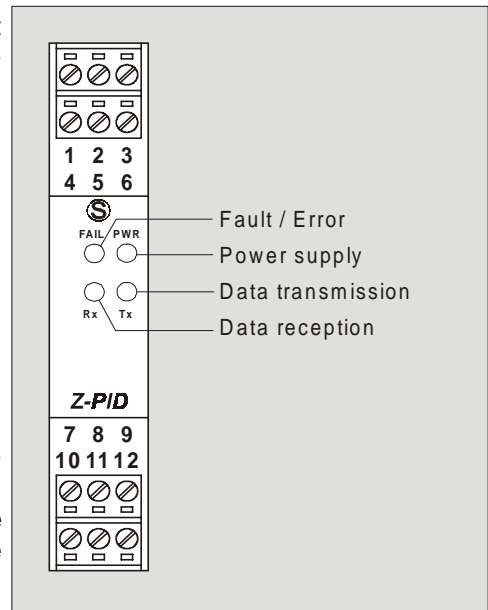 1 2 3
4 5 6
S
FAIL PWR
Fault / Error
Power supply
Data transmission
Rx Tx
Data reception
Z-PID
7 8 9
10 11 12